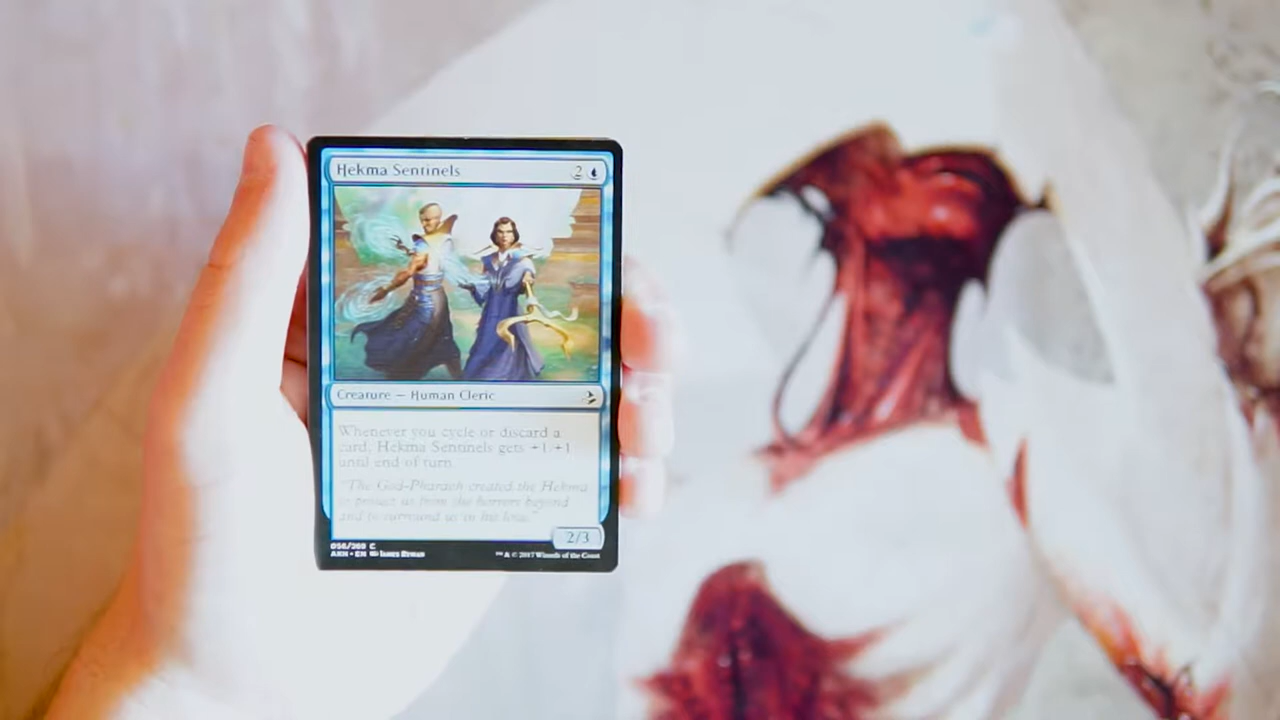 Hekma Sentinels 2
Creature — Human Cleric
Whenever you cycle or discard a
card, Hekma Sentinels gets +1/+1
until end of turn.
"The God-Pharaoh created the Hekma
to protect us from the horrors beyond
and to surround us in his love."
2/3
056/269 C
AKH • EN James Ryman ™ & © 2017 Wizards of the Coast